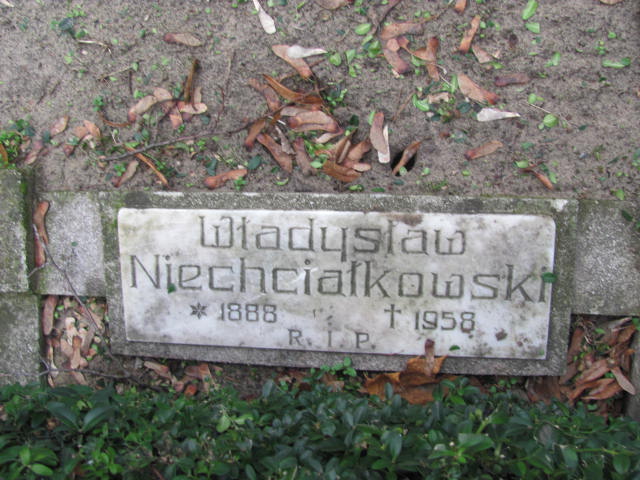 Władysław
Niechciałkowski
* 1888 † 1958
R. I P.